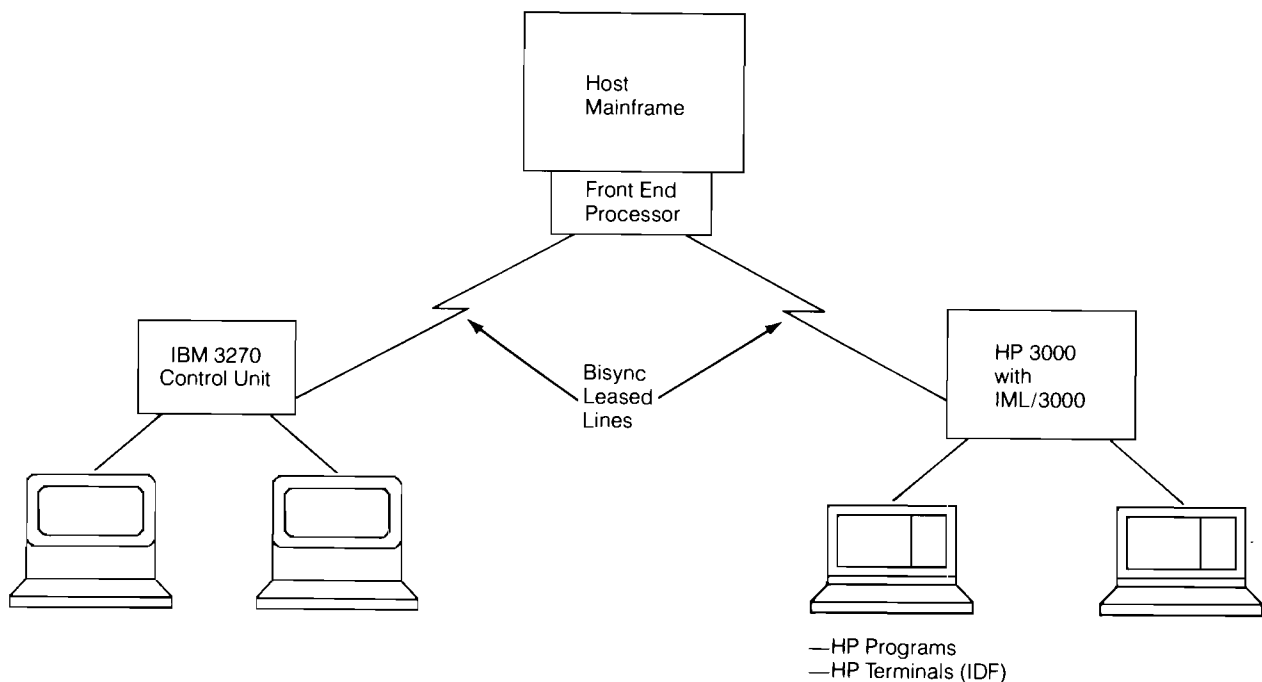 Host
Mainframe
Front End
Processor
IBM 3270
Control Unit
Bisync
Leased
Lines
HP 3000
with
IML/3000
—HP Programs
—HP Terminals (IDF)